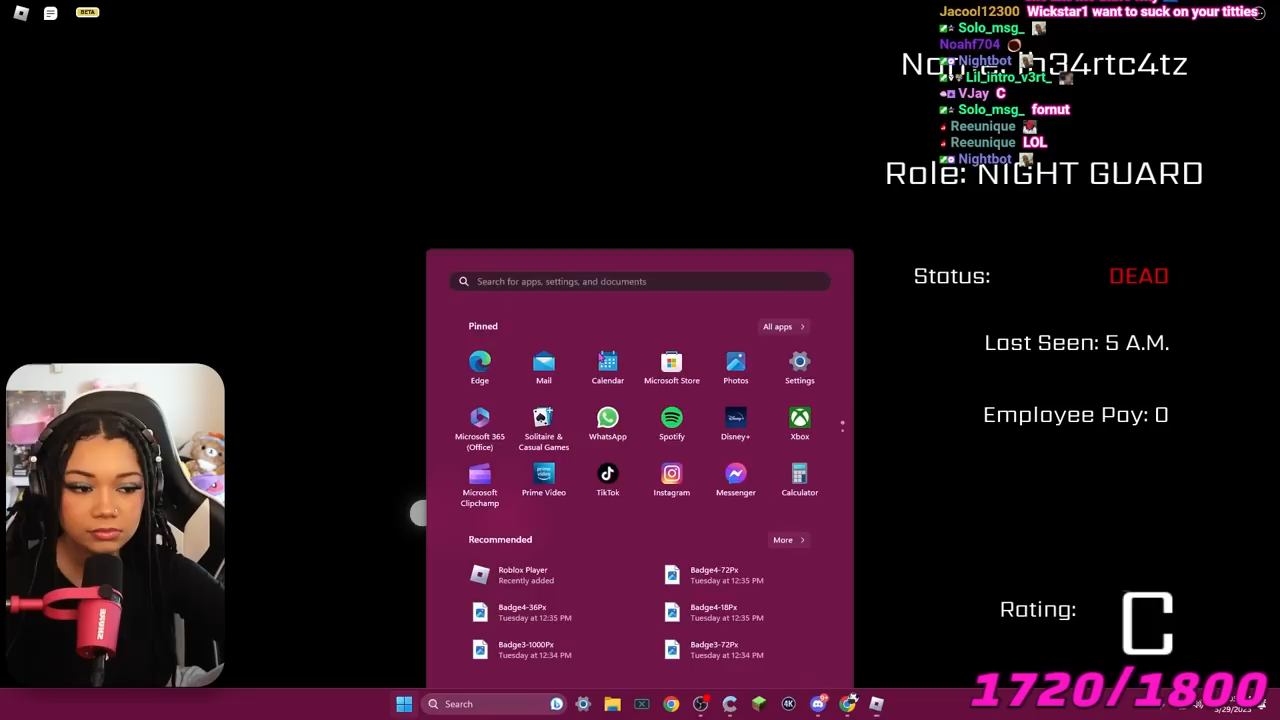 BETA
Jacool12300 Wickstar1 want to suck on your titties
Solo_msg_
Noahf704
Nightbot
Lil_intro_v3rt_
VJay C
Solo_msg_ fornut
Reeunique
Reeunique LOL
Nightbot
Role: NIGHT GUARD
Status: DEAD
Last Seen: 5 A.M.
Employee Pay: 0
Rating: C
1720/1800
Search for apps, settings, and documents
Pinned
All apps
Edge
Mail
Calendar
Microsoft Store
Photos
Settings
Microsoft 365
(Office)
Solitaire &
Casual Games
WhatsApp
Spotify
Disney+
Xbox
Microsoft
Clipchamp
Prime Video
TikTok
Instagram
Messenger
Calculator
Recommended
More
Roblox Player
Recently added
Badge4-72Px
Tuesday at 12:35 PM
Badge4-36Px
Tuesday at 12:35 PM
Badge4-18Px
Tuesday at 12:35 PM
Badge3-1000Px
Tuesday at 12:34 PM
Badge3-72Px
Tuesday at 12:34 PM
Search
4K